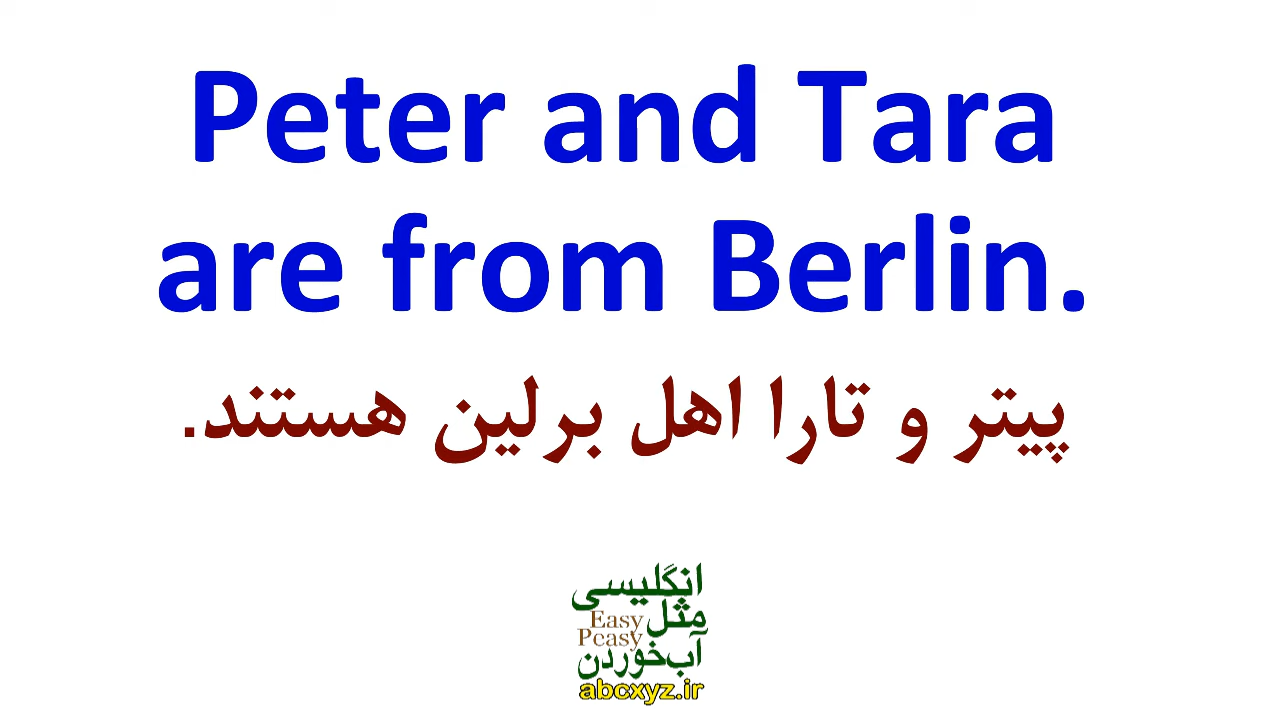 Peter and Tara
are from Berlin.
پیتر و تارا اهل برلین هستند.
انگلیسی
مثل
Easy
Peasy
آب‌خوردن
abcxyz.ir